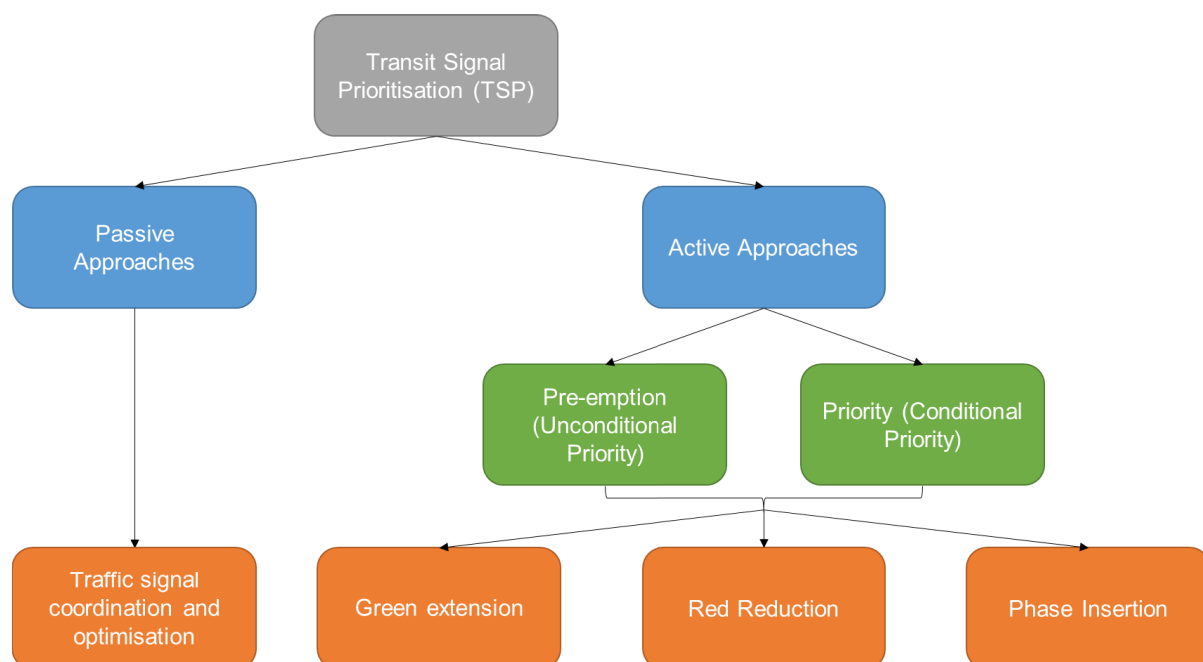 Transit Signal
Prioritisation (TSP)
Passive
Approaches
Active Approaches
Pre-emption
(Unconditional
Priority)
Priority (Conditional
Priority)
Traffic signal
coordination and
optimisation
Green extension
Red Reduction
Phase Insertion